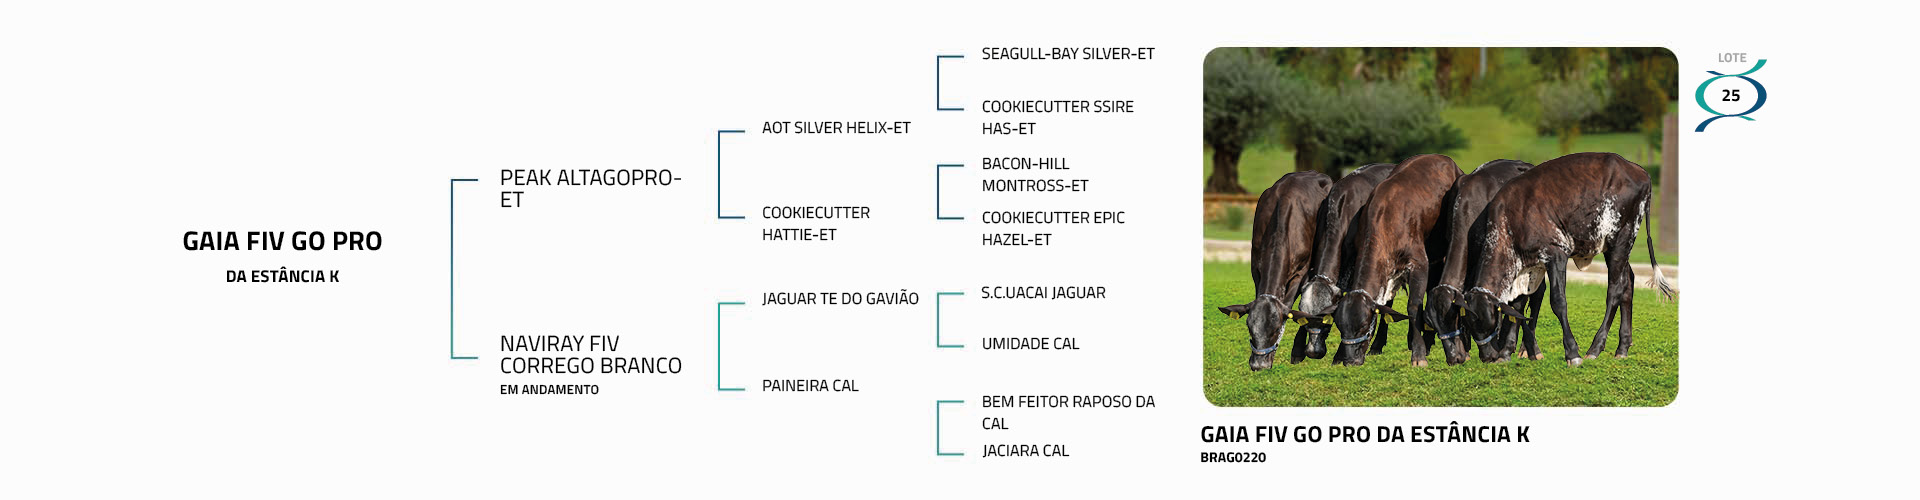 GAIA FIV GO PRO
DA ESTÂNCIA K
PEAK ALTAGOPRO-
ET
NAVIRAY FIV
CORREGO BRANCO
EM ANDAMENTO
AOT SILVER HELIX-ET
COOKIECUTTER
HATTIE-ET
JAGUAR TE DO GAVIÃO
PAINEIRA CAL
SEAGULL-BAY SILVER-ET
COOKIECUTTER SSIRE
HAS-ET
BACON-HILL
MONTROSS-ET
COOKIECUTTER EPIC
HAZEL-ET
S.C.UACAI JAGUAR
UMIDADE CAL
BEM FEITOR RAPOSO DA
CAL
JACIARA CAL
LOTE
25
GAIA FIV GO PRO DA ESTÂNCIA K
BRAG0220